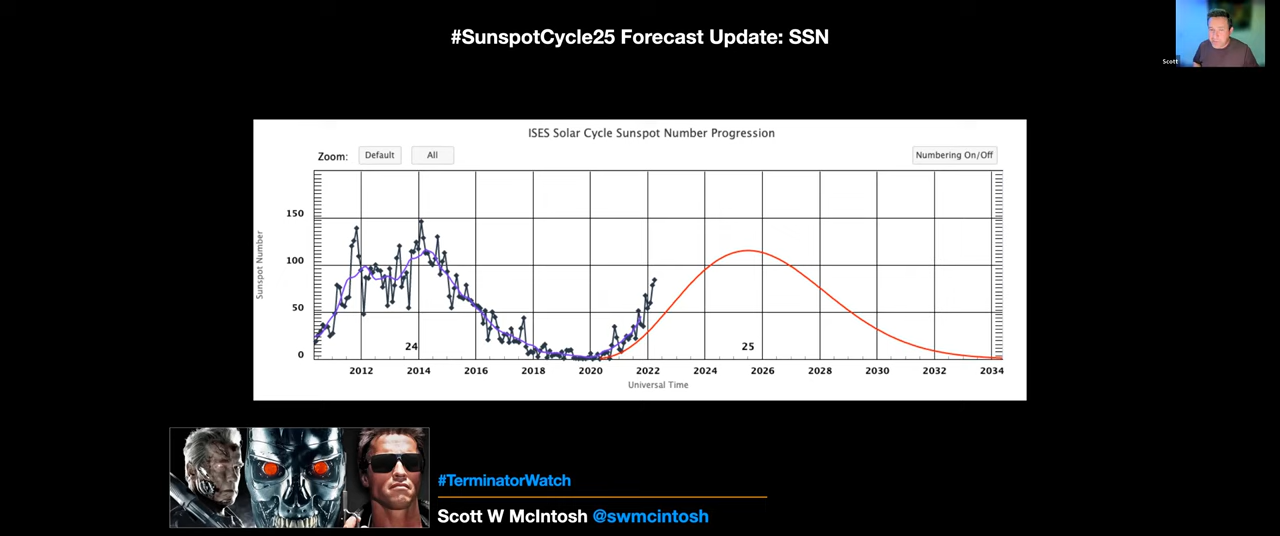 #SunspotCycle25 Forecast Update: SSN
Scott
ISES Solar Cycle Sunspot Number Progression
Zoom: Default All Numbering On/Off
Sunspot Number
150
100
50
0
24 25
2012 2014 2016 2018 2020 2022 2024 2026 2028 2030 2032 2034
Universal Time
#TerminatorWatch
Scott W McIntosh @swmcintosh